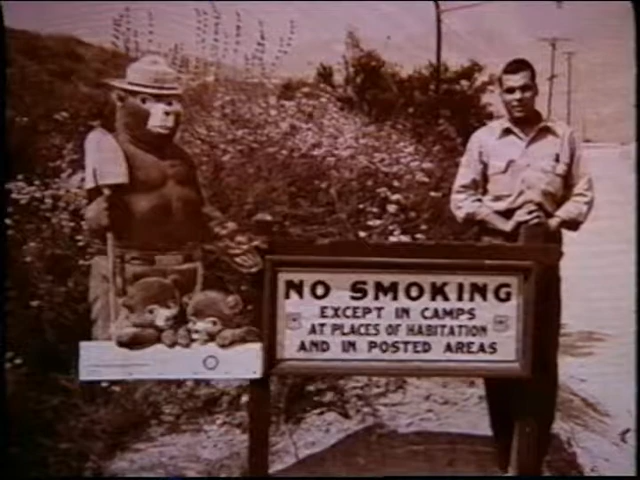 NO SMOKING
EXCEPT IN CAMPS
AT PLACES OF HABITATION
AND IN POSTED AREAS